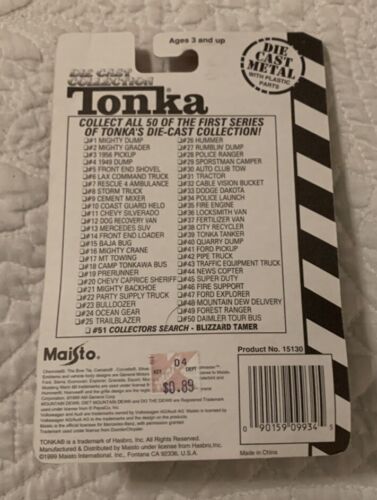 Ages 3 and up
DIE CAST
COLLECTION
Tonka
DIE CAST
METAL
WITH PLASTIC
PARTS
COLLECT ALL 50 OF THE FIRST SERIES
OF TONKA'S DIE-CAST COLLECTION!
#1 MIGHTY DUMP
#2 MIGHTY GRADER
#3 1956 PICKUP
#4 1949 DUMP
#5 FRONT END SHOVEL
#6 LAX COMMAND TRUCK
#7 RESCUE 4 AMBULANCE
#8 STORM TRUCK
#9 CEMENT MIXER
#10 COAST GUARD HELO
#11 CHEVY SILVERADO
#12 DOG RECOVERY VAN
#13 MERCEDES SUV
#14 FRONT END LOADER
#15 BAJA BUG
#16 MIGHTY CRANE
#17 MT TOWING
#18 CAMP TONKAWA BUS
#19 PRERUNNER
#20 CHEVY CAPRICE SHERIFF
#21 MIGHTY BACKHOE
#22 PARTY SUPPLY TRUCK
#23 BULLDOZER
#24 OCEAN GEAR
#25 TRAILBLAZER
#26 HUMMER
#27 RUMBLIN' DUMP
#28 POLICE RANGER
#29 SPORSTMAN CAMPER
#30 AUTO CLUB TOW
#31 TRACTOR
#32 CABLE VISION BUCKET
#33 DODGE DAKOTA
#34 POLICE LAUNCH
#35 FIRE ENGINE
#36 LOCKSMITH VAN
#37 FERTILIZER VAN
#38 CITY RECYCLER
#39 TONKA TANKER
#40 QUARRY DUMP
#41 FORD PICKUP
#42 PIPE TRUCK
#43 TRAFFIC EQUIPMENT TRUCK
#44 NEWS COPTER
#45 SUPER DUTY
#46 FIRE SUPPORT
#47 FORD EXPLORER
#48 MOUNTAIN DEW DELIVERY
#49 FOREST RANGER
#50 DAIMLER TOUR BUS
#51 COLLECTORS SEARCH - BLIZZARD TAMER
Maisto
Product No. 15130
04
KEY DEPT
$0.89
0 90159 09934 5
TONKA® is a trademark of Hasbro, Inc. All Rights Reserved.
Manufactured & Distributed by Maisto under license from Hasbro, Inc.
©1999 Maisto International, Inc., Fontana CA 92336, U.S.A.
Made in China